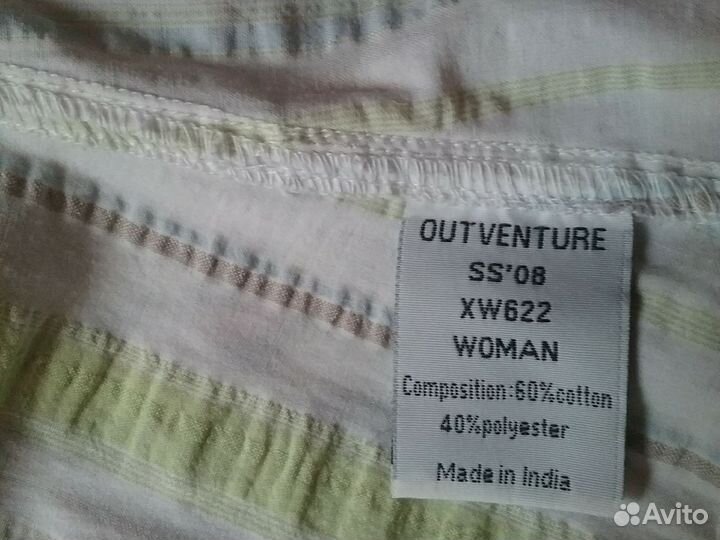 OUTVENTURE
SS'08
XW622
WOMAN
Composition:60%cotton
40%polyester
Made in India
Avito